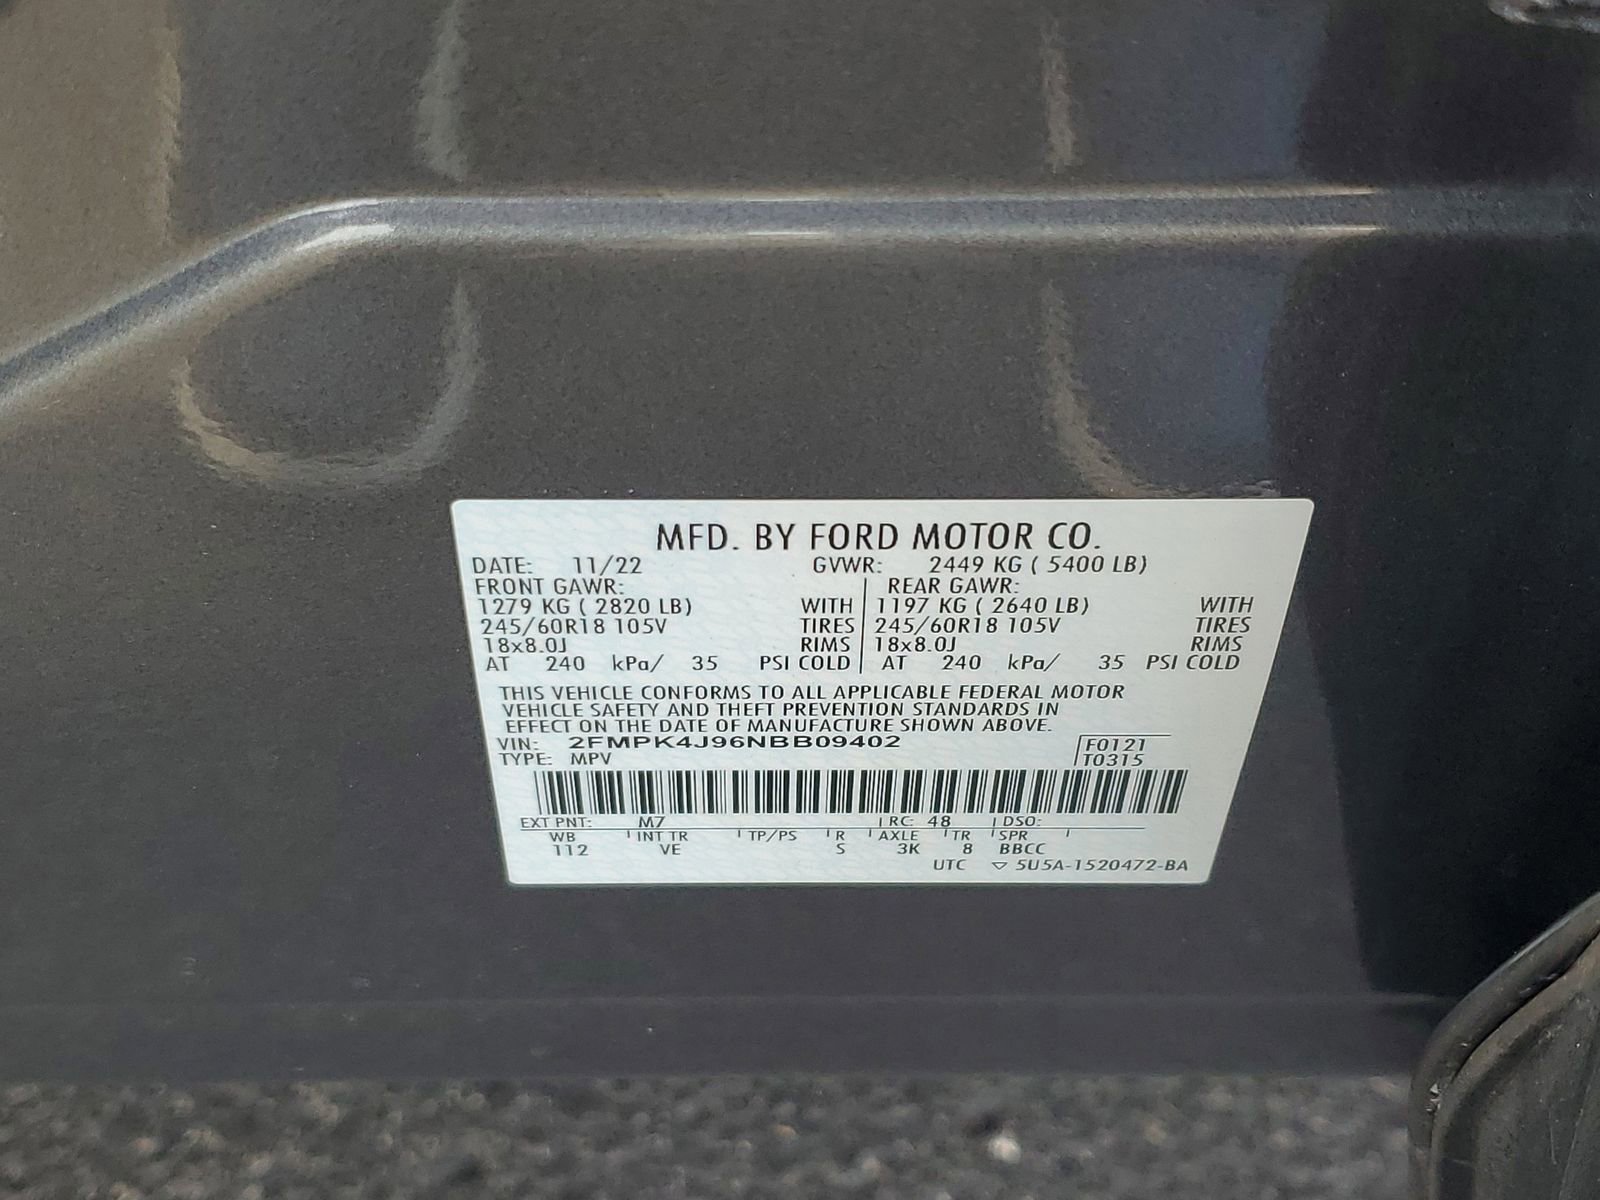 MFD. BY FORD MOTOR CO.
DATE: 11/22 GVWR: 2449 KG ( 5400 LB)
FRONT GAWR: REAR GAWR:
1279 KG ( 2820 LB) WITH 1197 KG ( 2640 LB) WITH
245/60R18 105V TIRES 245/60R18 105V TIRES
18x8.0J RIMS 18x8.0J RIMS
AT 240 kPa/ 35 PSI COLD AT 240 kPa/ 35 PSI COLD
THIS VEHICLE CONFORMS TO ALL APPLICABLE FEDERAL MOTOR
VEHICLE SAFETY AND THEFT PREVENTION STANDARDS IN
EFFECT ON THE DATE OF MANUFACTURE SHOWN ABOVE.
VIN: 2FMPK4J96NBB09402 F0121
TYPE: MPV T0315
EXT PNT: M7 RC: 48 DSO:
WB INT TR TP/PS R AXLE TR SPR
112 VE S 3K 8 BBCC
UTC ▽ 5U5A-1520472-BA